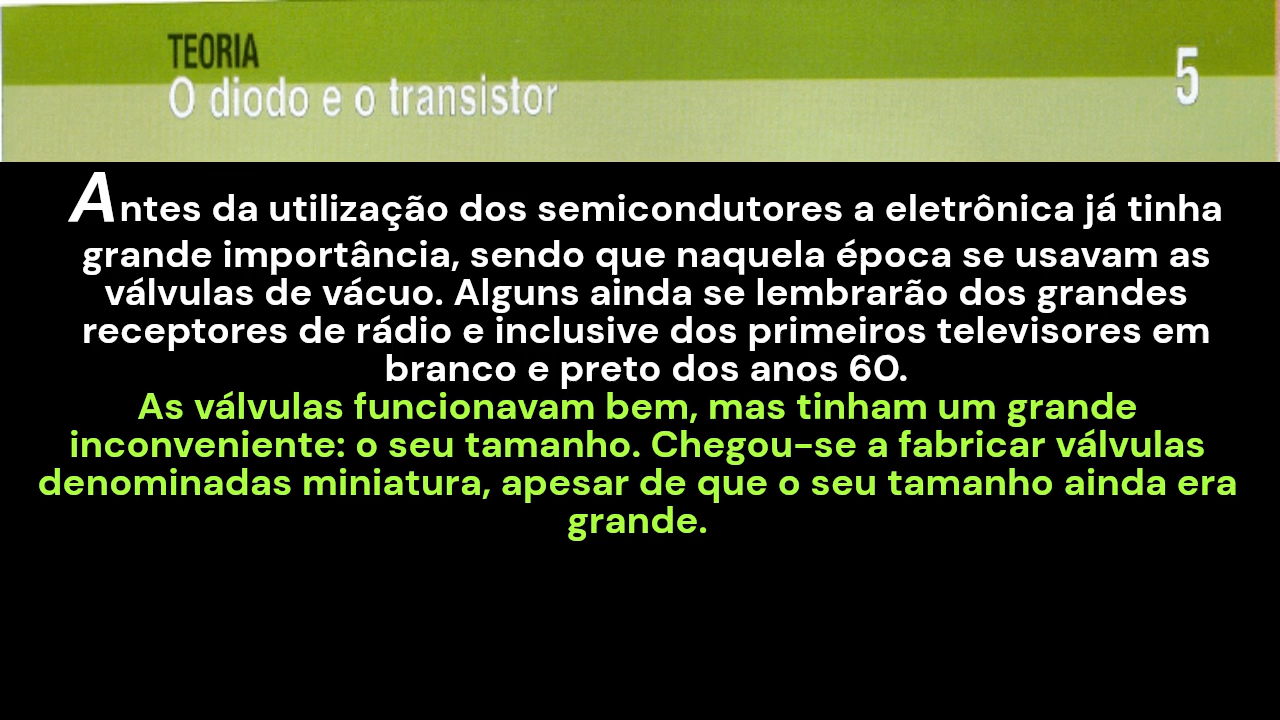 TEORIA
O diodo e o transistor
5
Antes da utilização dos semicondutores a eletrônica já tinha
grande importância, sendo que naquela época se usavam as
válvulas de vácuo. Alguns ainda se lembrarão dos grandes
receptores de rádio e inclusive dos primeiros televisores em
branco e preto dos anos 60.
As válvulas funcionavam bem, mas tinham um grande
inconveniente: o seu tamanho. Chegou-se a fabricar válvulas
denominadas miniatura, apesar de que o seu tamanho ainda era
grande.